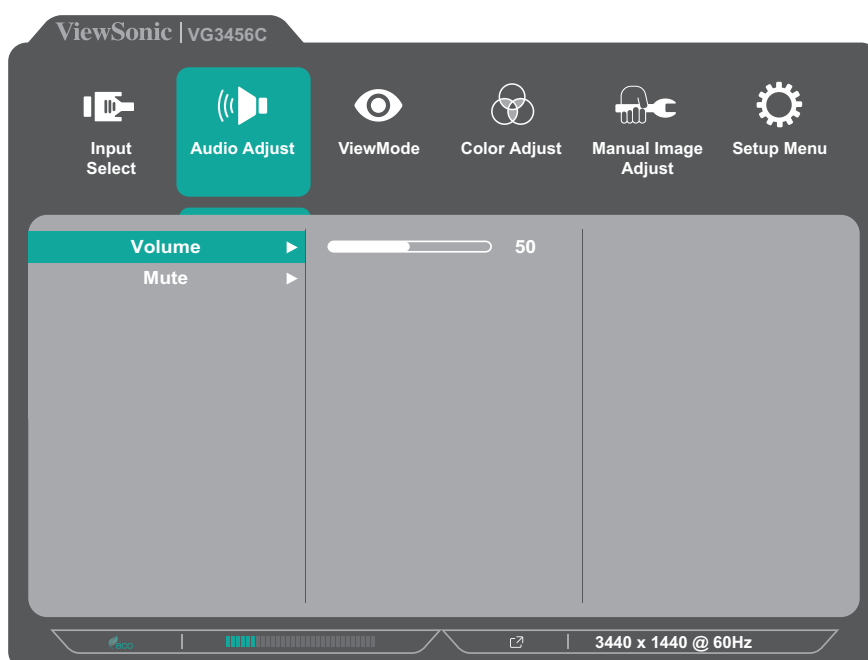 ViewSonic | VG3456C
Input Select
Audio Adjust
ViewMode
Color Adjust
Manual Image Adjust
Setup Menu
Volume
50
Mute
eco
3440 x 1440 @ 60Hz